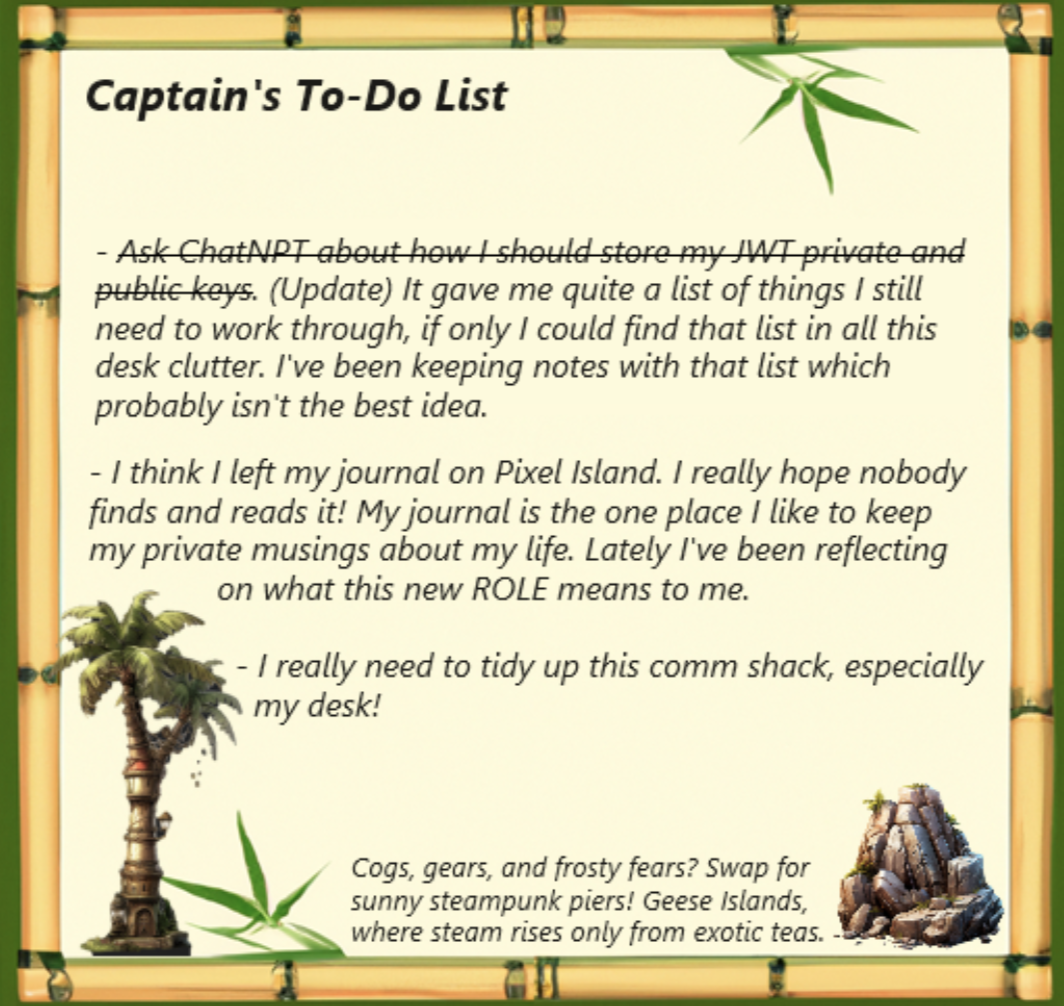 Captain's To-Do List
- Ask ChatNPT about how I should store my JWT private and
public keys. (Update) It gave me quite a list of things I still
need to work through, if only I could find that list in all this
desk clutter. I've been keeping notes with that list which
probably isn't the best idea.
- I think I left my journal on Pixel Island. I really hope nobody
finds and reads it! My journal is the one place I like to keep
my private musings about my life. Lately I've been reflecting
on what this new ROLE means to me.
- I really need to tidy up this comm shack, especially
my desk!
Cogs, gears, and frosty fears? Swap for
sunny steampunk piers! Geese Islands,
where steam rises only from exotic teas. -